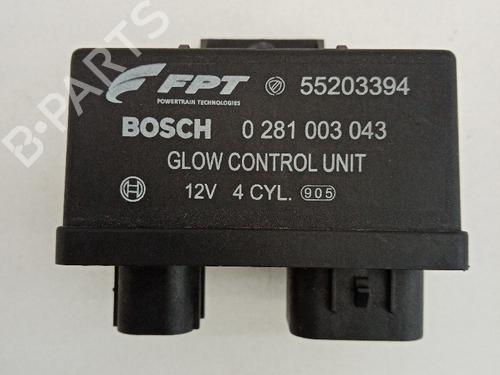 FPT 55203394
POWERTRAIN TECHNOLOGIES
BOSCH 0 281 003 043
GLOW CONTROL UNIT
12V 4 CYL. 905
B-PARTS